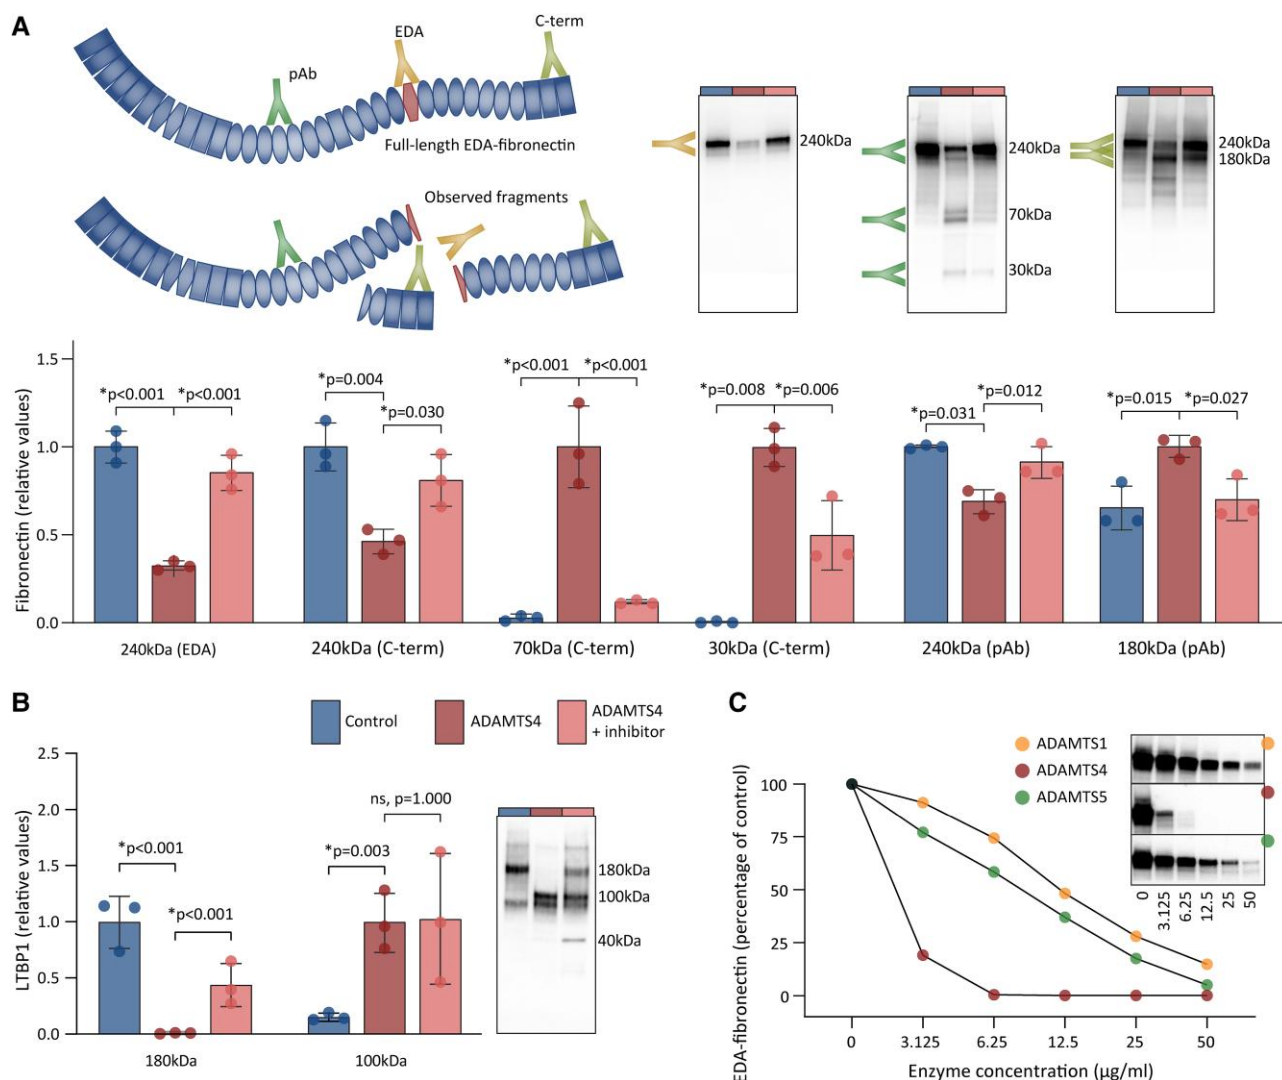 A
pAb
EDA
C-term
Full-length EDA-fibronectin
Observed fragments
240kDa
240kDa
70kDa
30kDa
240kDa
180kDa
Fibronectin (relative values)
1.5
1.0
0.5
0.0
*p<0.001
*p<0.001
*p=0.004
*p=0.030
*p<0.001
*p<0.001
*p=0.008
*p=0.006
*p=0.031
*p=0.012
*p=0.015
*p=0.027
240kDa (EDA)
240kDa (C-term)
70kDa (C-term)
30kDa (C-term)
240kDa (pAb)
180kDa (pAb)
B
Control
ADAMTS4
ADAMTS4
+ inhibitor
LTBP1 (relative values)
2.5
2.0
1.5
1.0
0.5
0.0
*p<0.001
*p<0.001
*p=0.003
ns, p=1.000
180kDa
100kDa
180kDa
100kDa
40kDa
C
ADAMTS1
ADAMTS4
ADAMTS5
0
3.125
6.25
12.5
25
50
EDA-fibronectin (percentage of control)
100
75
50
25
0
0
3.125
6.25
12.5
25
50
Enzyme concentration (µg/ml)